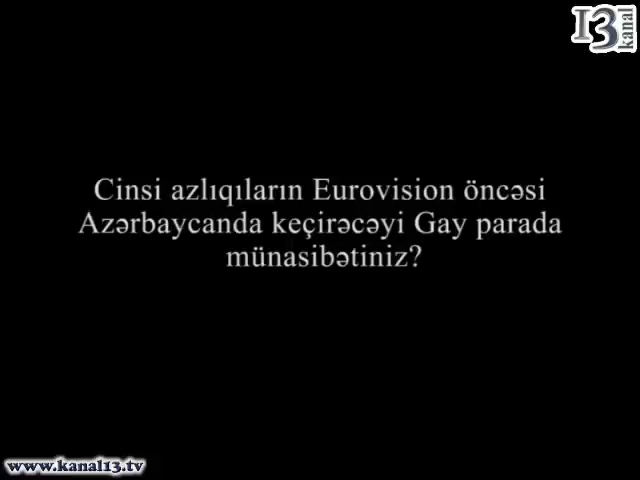 13 kanal
Cinsi azlıqıların Eurovision öncəsi
Azərbaycanda keçirəcəyi Gay parada
münasibətiniz?
www.kanal13.tv